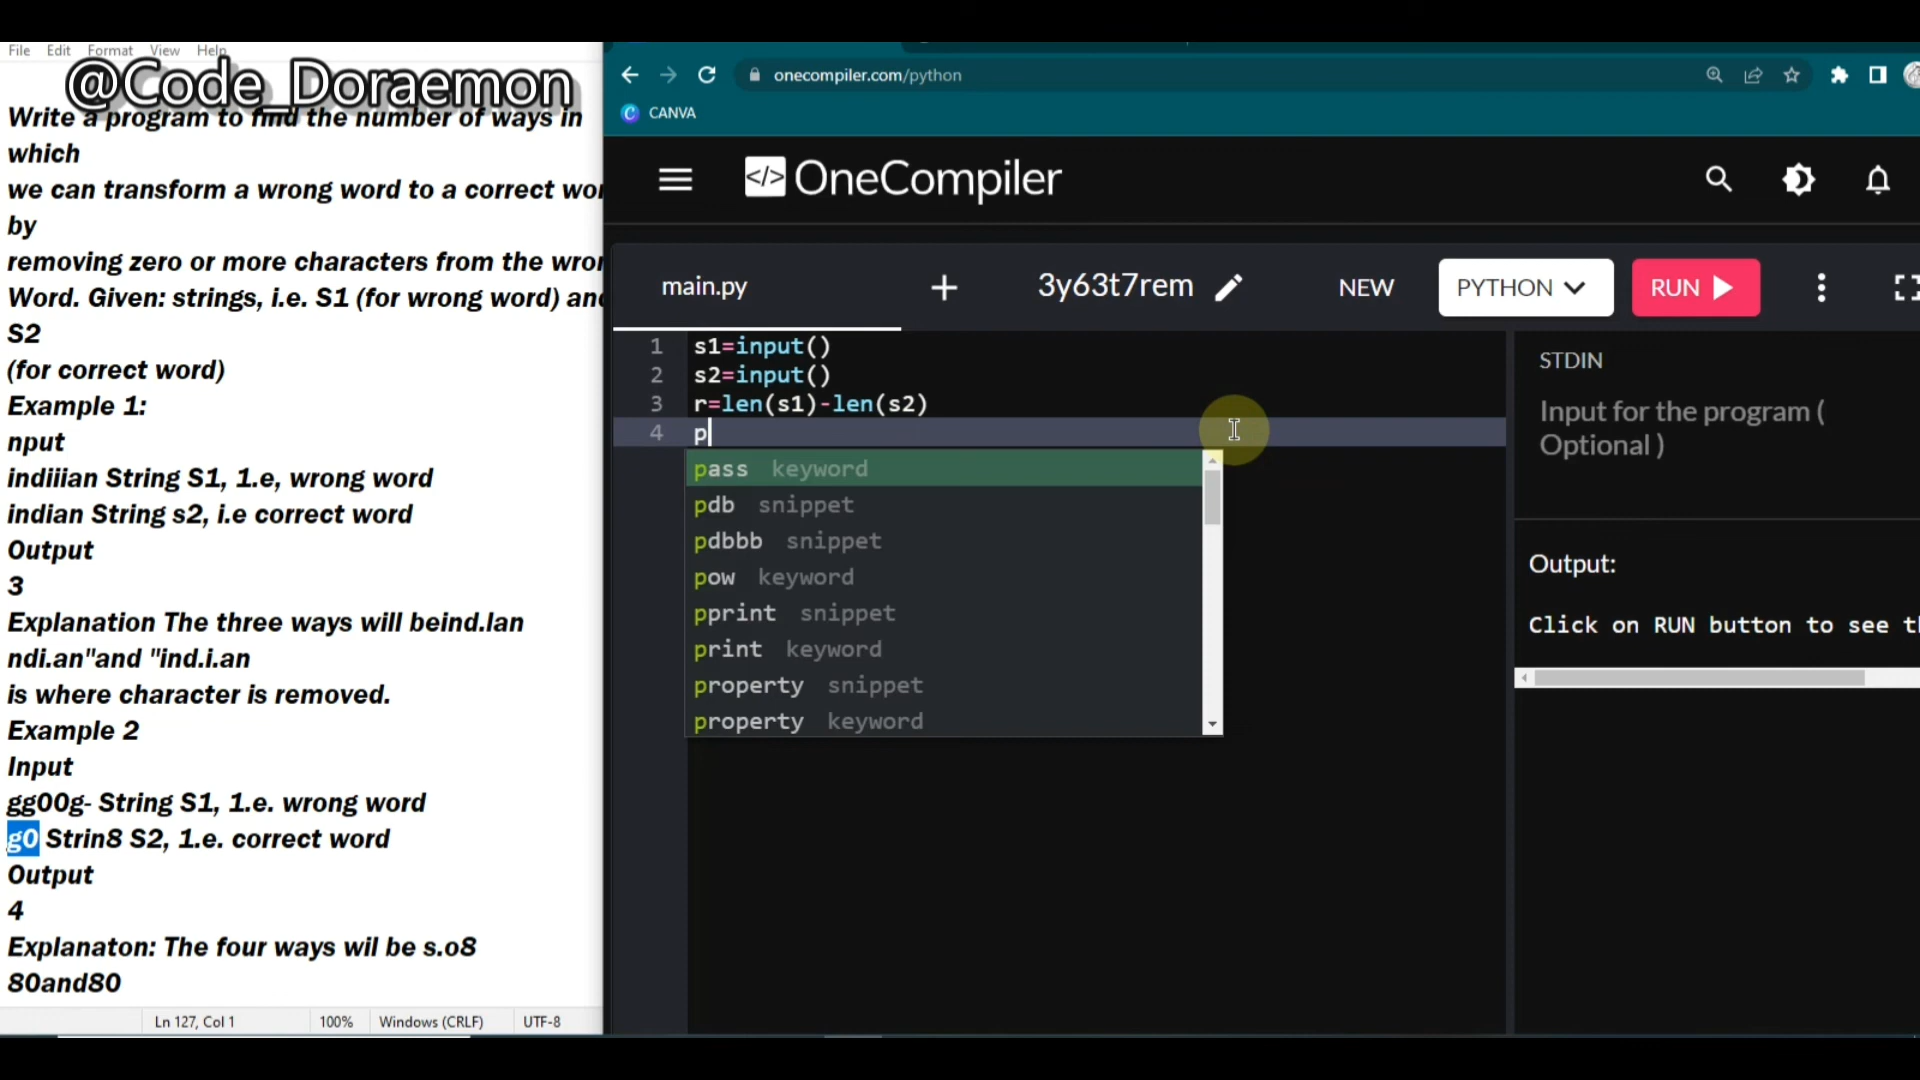 File Edit Format View Help
@Code_Doraemon
Write a program to find the number of ways in
which
we can transform a wrong word to a correct wor
by
removing zero or more characters from the wror
Word. Given: strings, i.e. S1 (for wrong word) and
S2
(for correct word)
Example 1:
nput
indiiian String S1, 1.e, wrong word
indian String s2, i.e correct word
Output
3
Explanation The three ways will beind.lan
ndi.an"and "ind.i.an
is where character is removed.
Example 2
Input
gg00g- String S1, 1.e. wrong word
g0 Strin8 S2, 1.e. correct word
Output
4
Explanaton: The four ways wil be s.o8
80and80
Ln 127, Col 1 100% Windows (CRLF) UTF-8
onecompiler.com/python
CANVA
</> OneCompiler
main.py + 3y63t7rem NEW PYTHON RUN
1 s1=input()
2 s2=input()
3 r=len(s1)-len(s2)
4 p
pass keyword
pdb snippet
pdbbb snippet
pow keyword
pprint snippet
print keyword
property snippet
property keyword
STDIN
Input for the program (
Optional )
Output:
Click on RUN button to see th